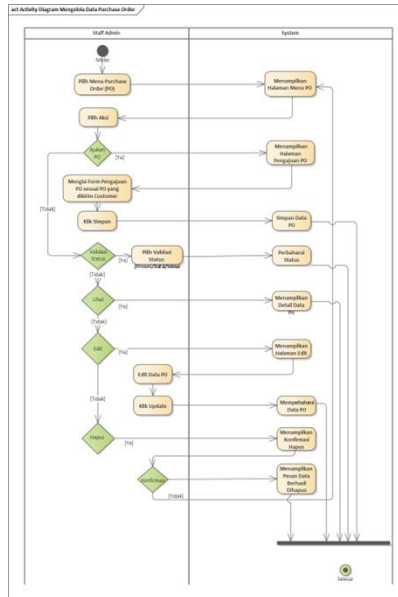 act Activity Diagram Mengelola Data Purchase Order
Staff Admin
System
Mulai
Pilih Menu Purchase
Order (PO)
Menampilkan
Halaman Menu PO
Pilih Aksi
Ajukan
PO
[Ya]
Menampilkan
Halaman
Pengajuan PO
Mengisi Form Pengajuan
PO sesuai PO yang
dikirim Customer
[Tidak]
Klik Simpan
Simpan Data
PO
Validasi
Status
[Ya]
Pilih Validasi
Status
Perbaharui
Status
[Tidak]
Lihat
[Ya]
Menampilkan
Detail Data
PO
[Tidak]
Edit
[Ya]
Menampilkan
Halaman Edit
Edit Data PO
[Tidak]
Klik Update
Data PO
Hapus
[Ya]
Menampilkan
Konfirmasi
Hapus
Konfirmasi
Menampilkan
Pesan Data
Berhasil
Dihapus
[Tidak]
Selesai